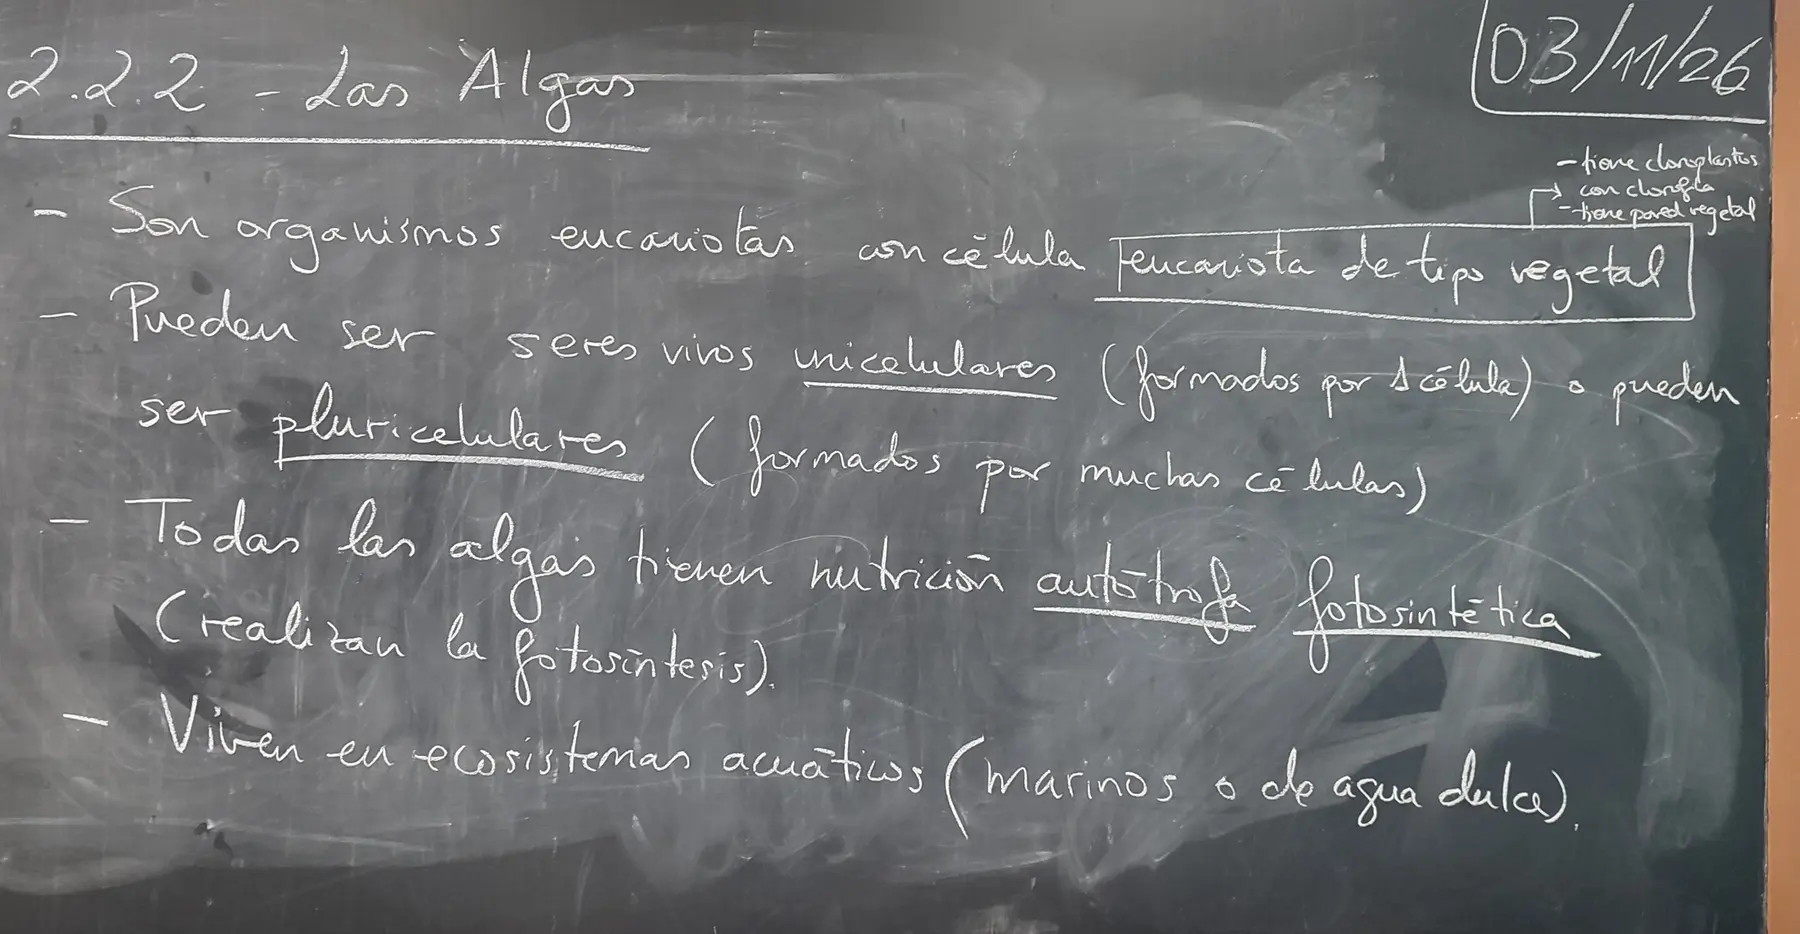 2.2.2 - Las Algas
03/11/26
- tiene cloroplastos
con clorofila
- tiene pared vegetal
- Son organismos eucariotas con célula eucariota de tipo vegetal
- Pueden ser seres vivos unicelulares (formados por 1 célula) o pueden
ser pluricelulares (formados por muchas células)
- Todas las algas tienen nutrición autótrofa fotosintética
(realizan la fotosíntesis).
- Viven en ecosistemas acuáticos (marinos o de agua dulce).